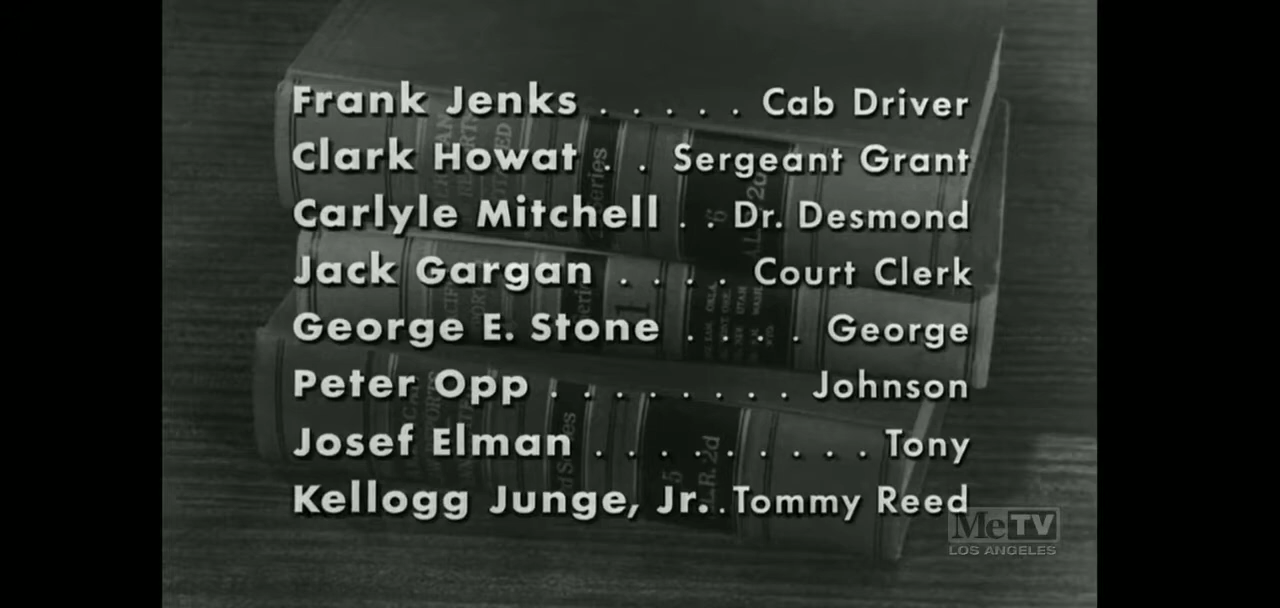 Frank Jenks . . . . . Cab Driver
Clark Howat . . Sergeant Grant
Carlyle Mitchell . . Dr. Desmond
Jack Gargan . . . . Court Clerk
George E. Stone . . . . George
Peter Opp . . . . . . . . Johnson
Josef Elman . . . . . . . . . Tony
Kellogg Junge, Jr. . Tommy Reed
MeTV
LOS ANGELES